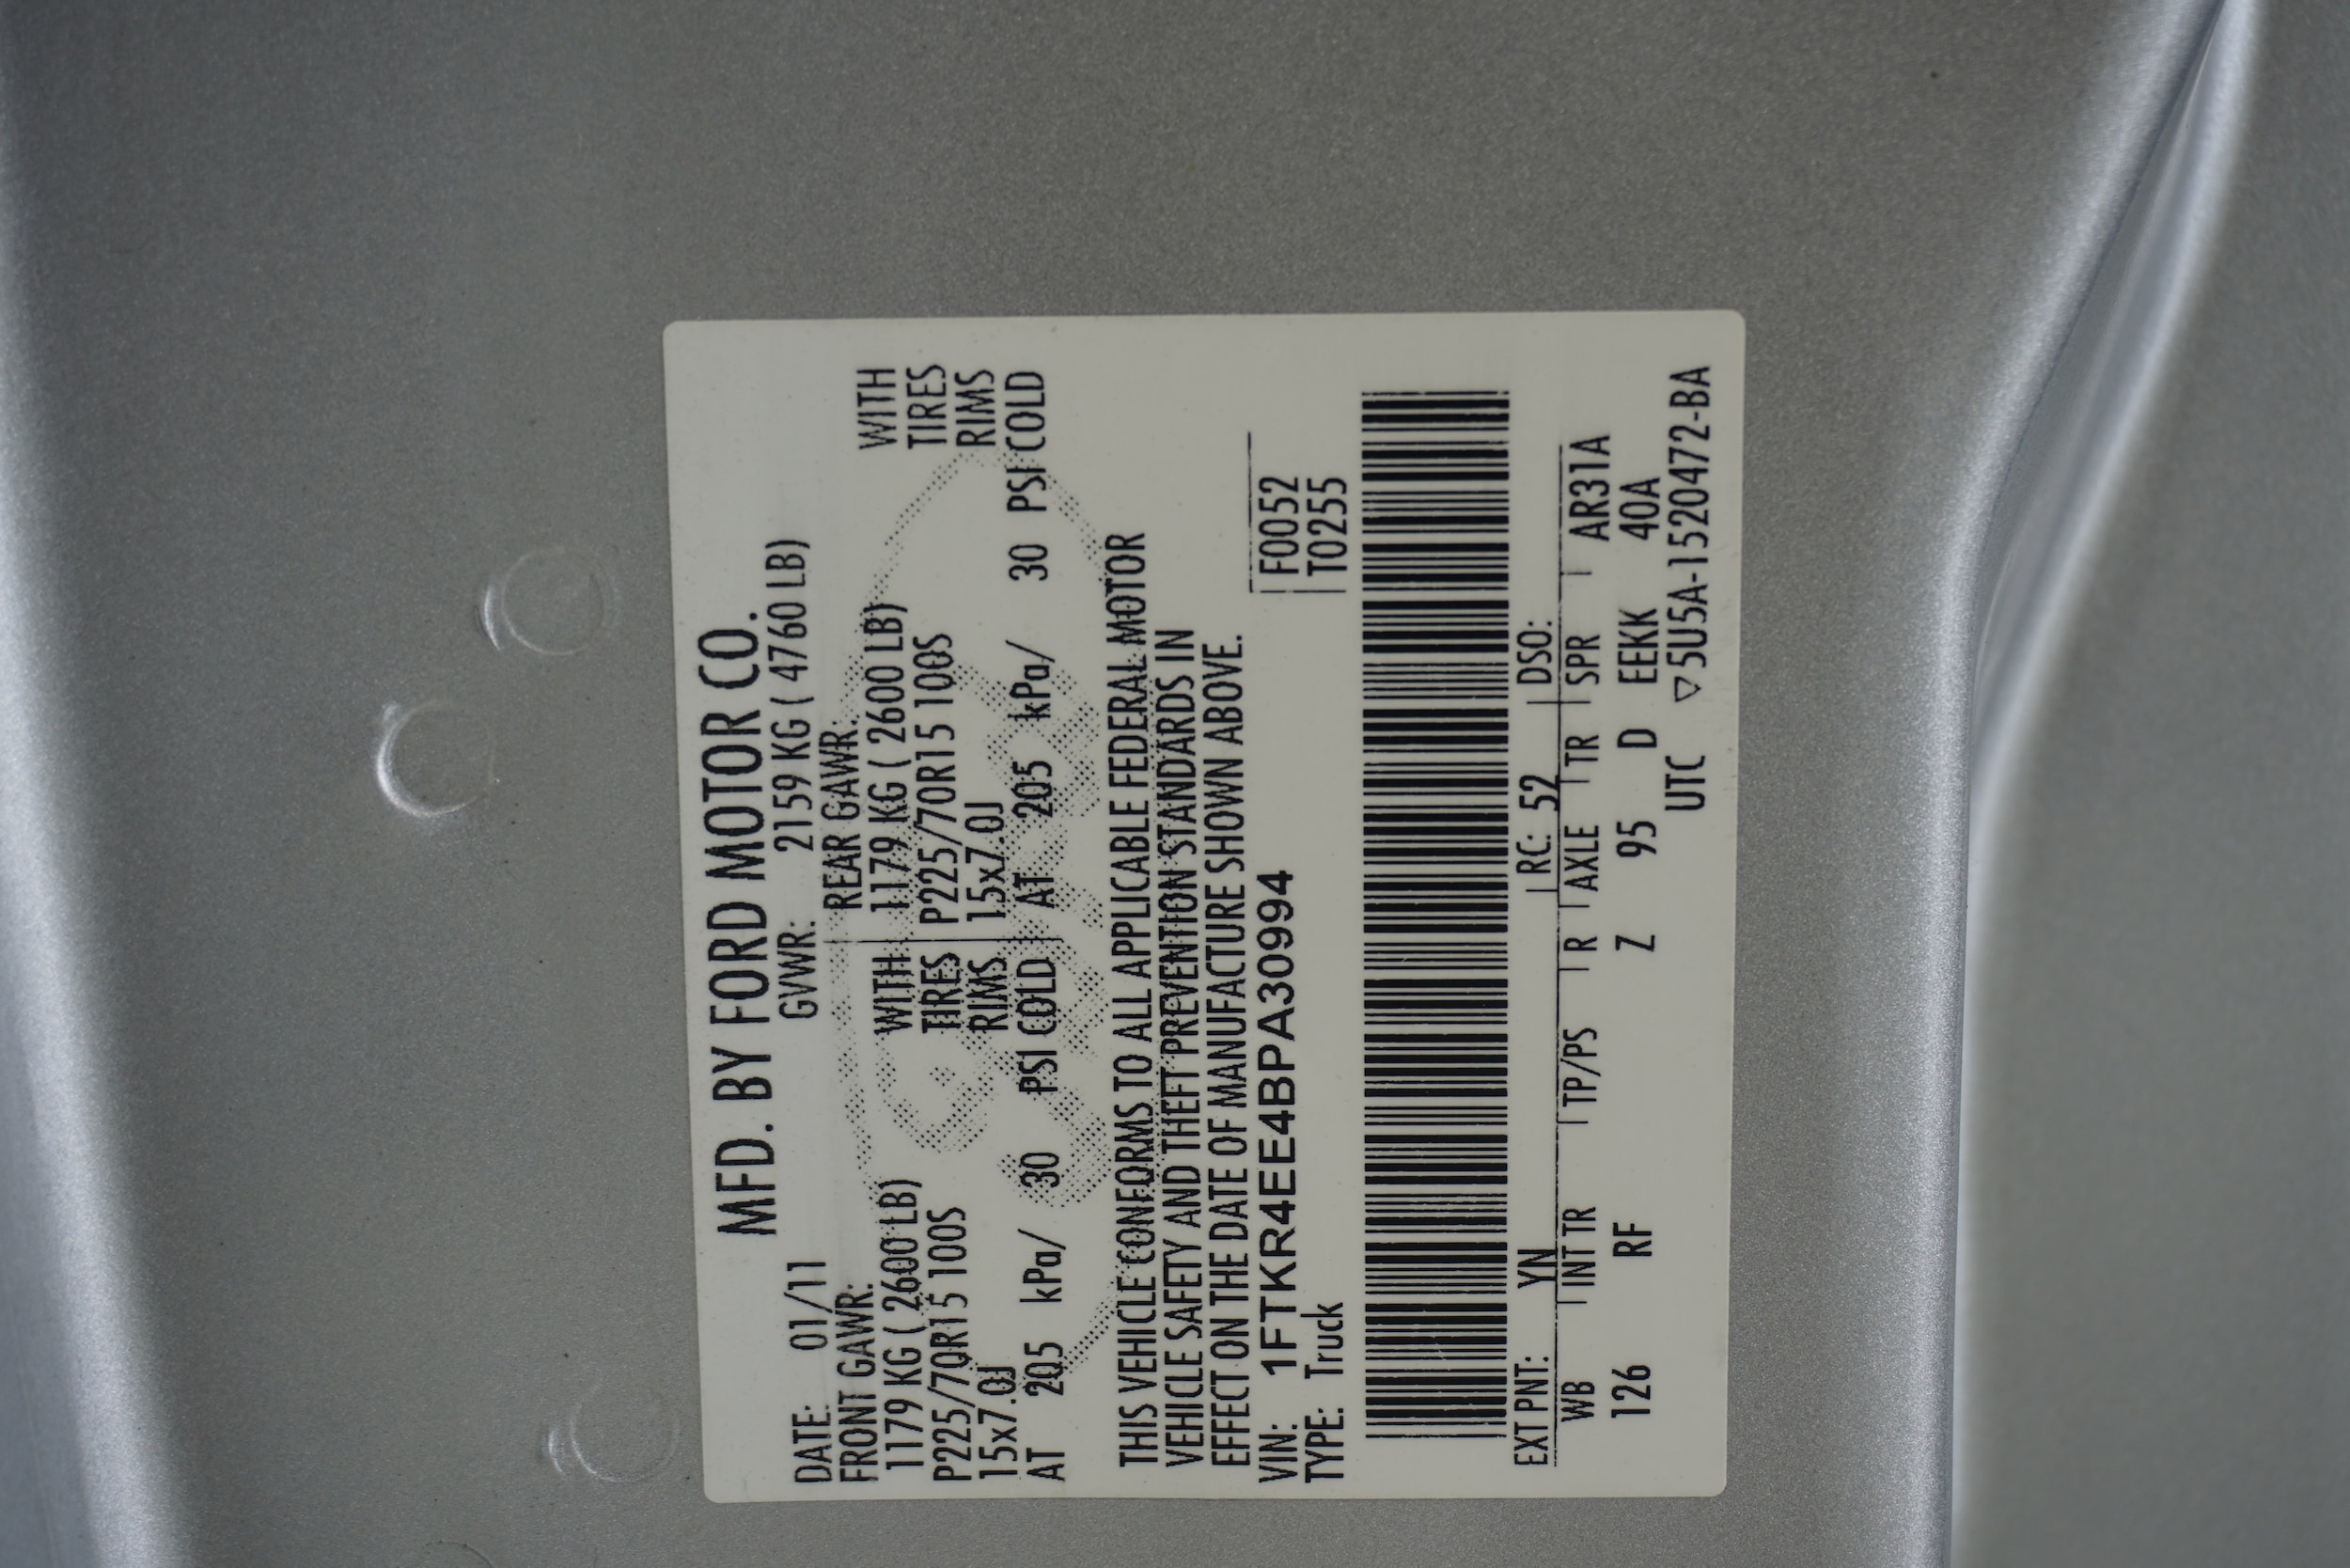 MFD. BY FORD MOTOR CO.
DATE: 01/11 GVWR: 2159 KG ( 4760 LB)
FRONT GAWR: REAR GAWR:
1179 KG ( 2600 LB) WITH 1179 KG ( 2600 LB) WITH
P225/70R15 100S TIRES P225/70R15 100S TIRES
15x7.0J RIMS 15x7.0J RIMS
AT 205 kPa/ 30 PSI COLD AT 205 kPa/ 30 PSI COLD
THIS VEHICLE CONFORMS TO ALL APPLICABLE FEDERAL MOTOR
VEHICLE SAFETY AND THEFT PREVENTION STANDARDS IN
EFFECT ON THE DATE OF MANUFACTURE SHOWN ABOVE.
VIN: 1FTKR4EE4BPA30994 F0052
TYPE: Truck T0255
EXT PNT: YN RC: 52 DSO:
WB INT TR TP/PS R AXLE TR SPR AR31A
126 RF Z 95 D EEKK 40A
UTC ▽5U5A-1520472-BA